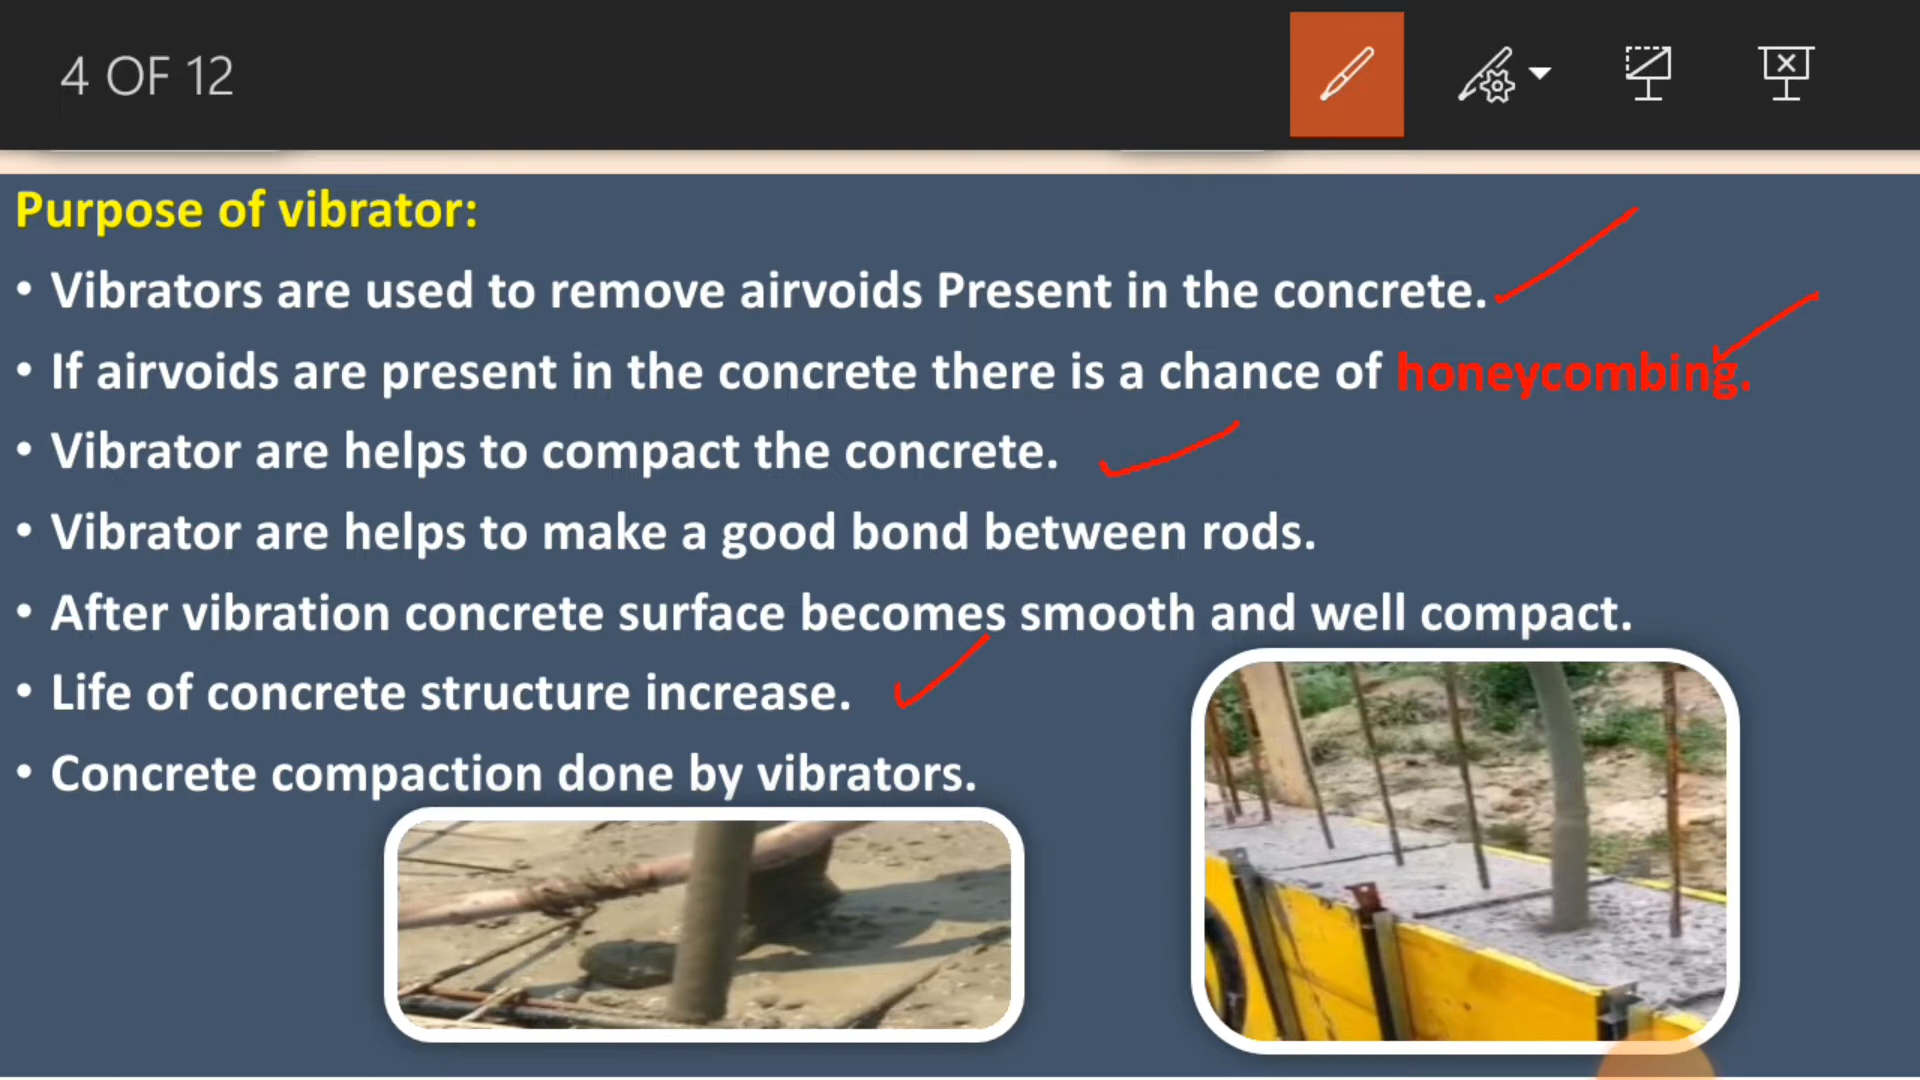 4 OF 12
Purpose of vibrator:
• Vibrators are used to remove airvoids Present in the concrete.
• If airvoids are present in the concrete there is a chance of honeycombing.
• Vibrator are helps to compact the concrete.
• Vibrator are helps to make a good bond between rods.
• After vibration concrete surface becomes smooth and well compact.
• Life of concrete structure increase.
• Concrete compaction done by vibrators.